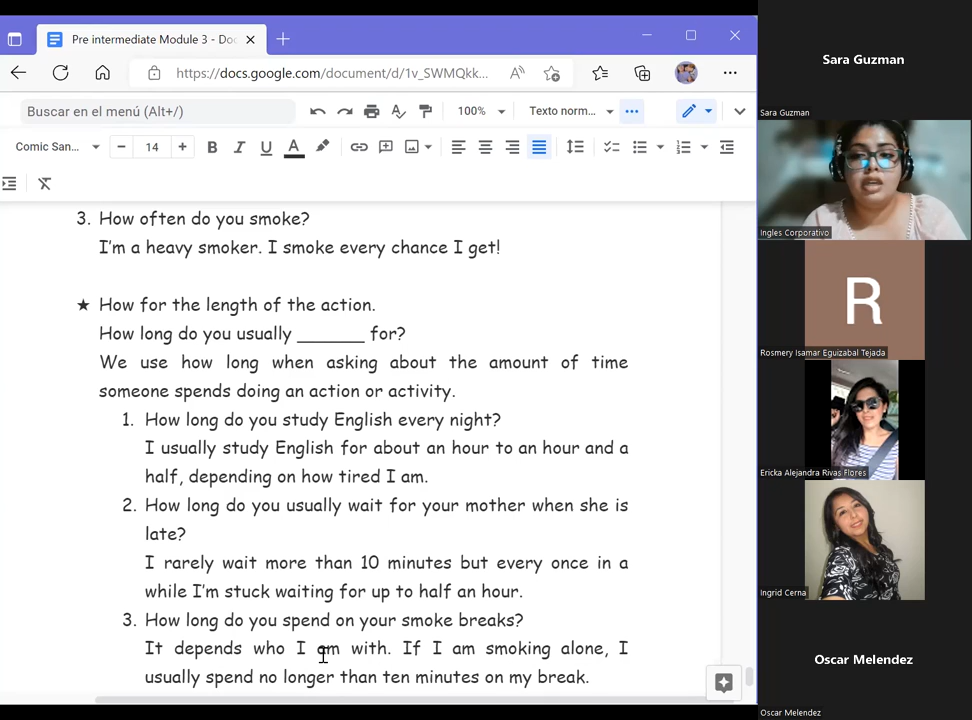 Pre intermediate Module 3 - Doc
https://docs.google.com/document/d/1v_SWMQkk...
Buscar en el menú (Alt+/)
100%
Texto norm...
Comic San...
14
3. How often do you smoke?
I'm a heavy smoker. I smoke every chance I get!
★ How for the length of the action.
How long do you usually _______ for?
We use how long when asking about the amount of time
someone spends doing an action or activity.
1. How long do you study English every night?
I usually study English for about an hour to an hour and a
half, depending on how tired I am.
2. How long do you usually wait for your mother when she is
late?
I rarely wait more than 10 minutes but every once in a
while I'm stuck waiting for up to half an hour.
3. How long do you spend on your smoke breaks?
It depends who I am with. If I am smoking alone, I
usually spend no longer than ten minutes on my break.
Sara Guzman
Sara Guzman
Ingles Corporativo
R
Rosmery Isamar Eguizabal Tejada
Ericka Alejandra Rivas Flores
Ingrid Cerna
Oscar Melendez
Oscar Melendez